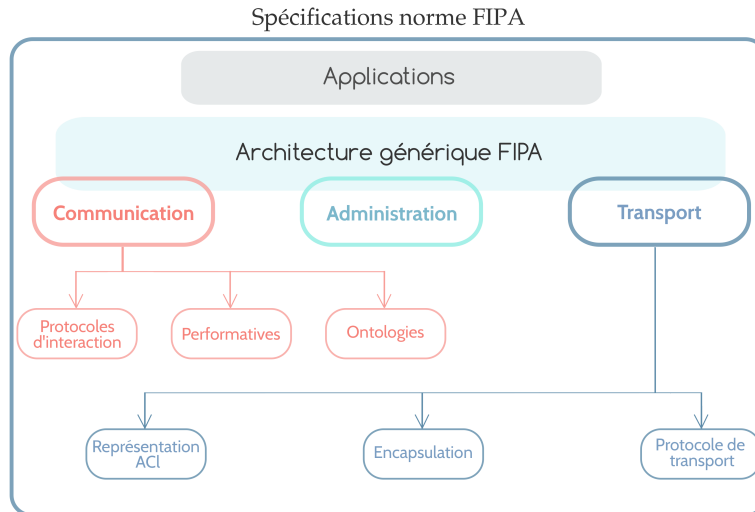 Spécifications norme FIPA
Applications
Architecture générique FIPA
Communication
Administration
Transport
Protocoles
d'interaction
Performatives
Ontologies
Représentation
ACl
Encapsulation
Protocole de
transport